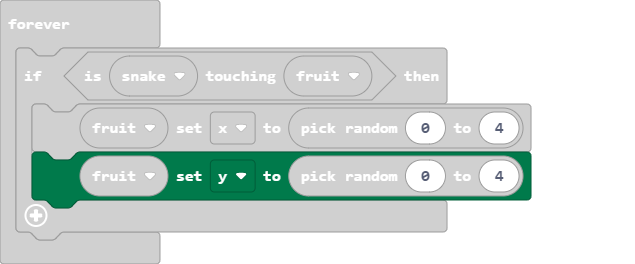 forever
if is snake touching fruit then
fruit set x to pick random 0 to 4
fruit set y to pick random 0 to 4